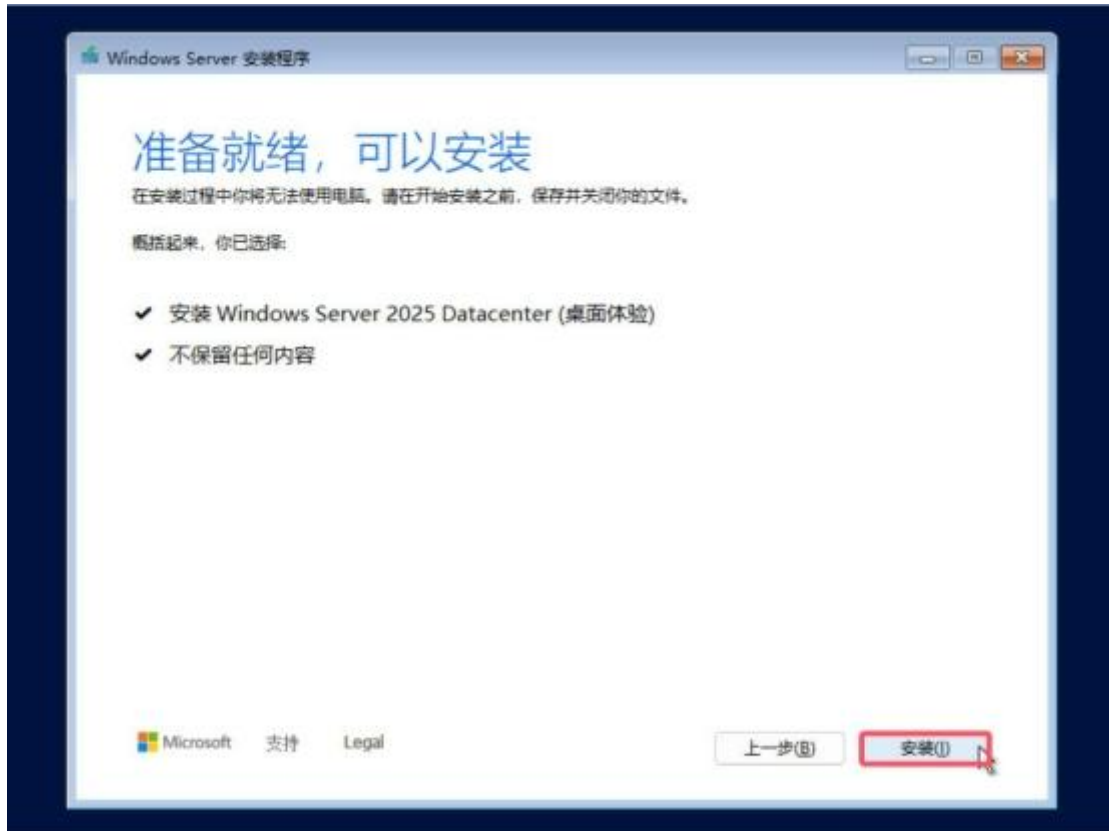 Windows Server 安装程序
准备就绪，可以安装
在安装过程中你将无法使用电脑。请在开始安装之前，保存并关闭你的文件。
概括起来，你已选择:
✔ 安装 Windows Server 2025 Datacenter (桌面体验)
✔ 不保留任何内容
Microsoft 支持 Legal 上一步(B) 安装(I)